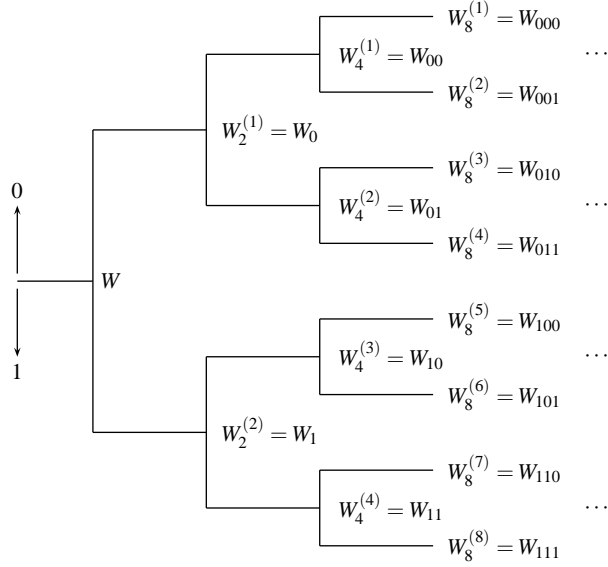 W_8^{(1)} = W_{000}
W_4^{(1)} = W_{00} ...
W_8^{(2)} = W_{001}
W_2^{(1)} = W_0
W_8^{(3)} = W_{010}
0
W_4^{(2)} = W_{01} ...
W_8^{(4)} = W_{011}
W
W_8^{(5)} = W_{100}
W_4^{(3)} = W_{10} ...
1
W_8^{(6)} = W_{101}
W_2^{(2)} = W_1
W_8^{(7)} = W_{110}
W_4^{(4)} = W_{11} ...
W_8^{(8)} = W_{111}